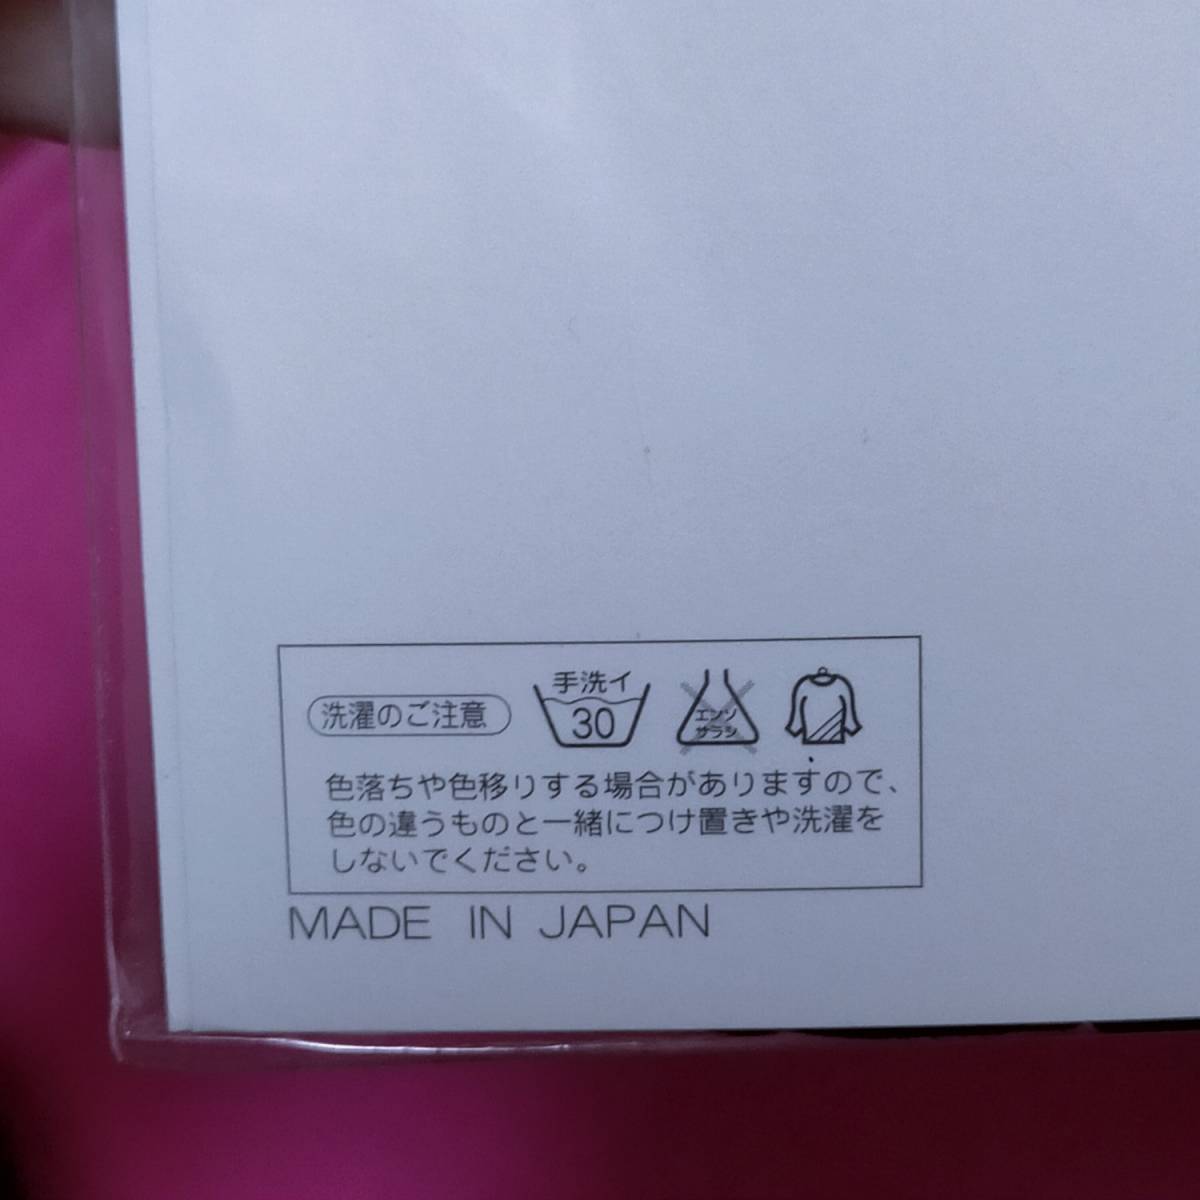 洗濯のご注意
手洗イ
30
エンソ
サラシ
色落ちや色移りする場合がありますので、
色の違うものと一緒につけ置きや洗濯を
しないでください。
MADE IN JAPAN